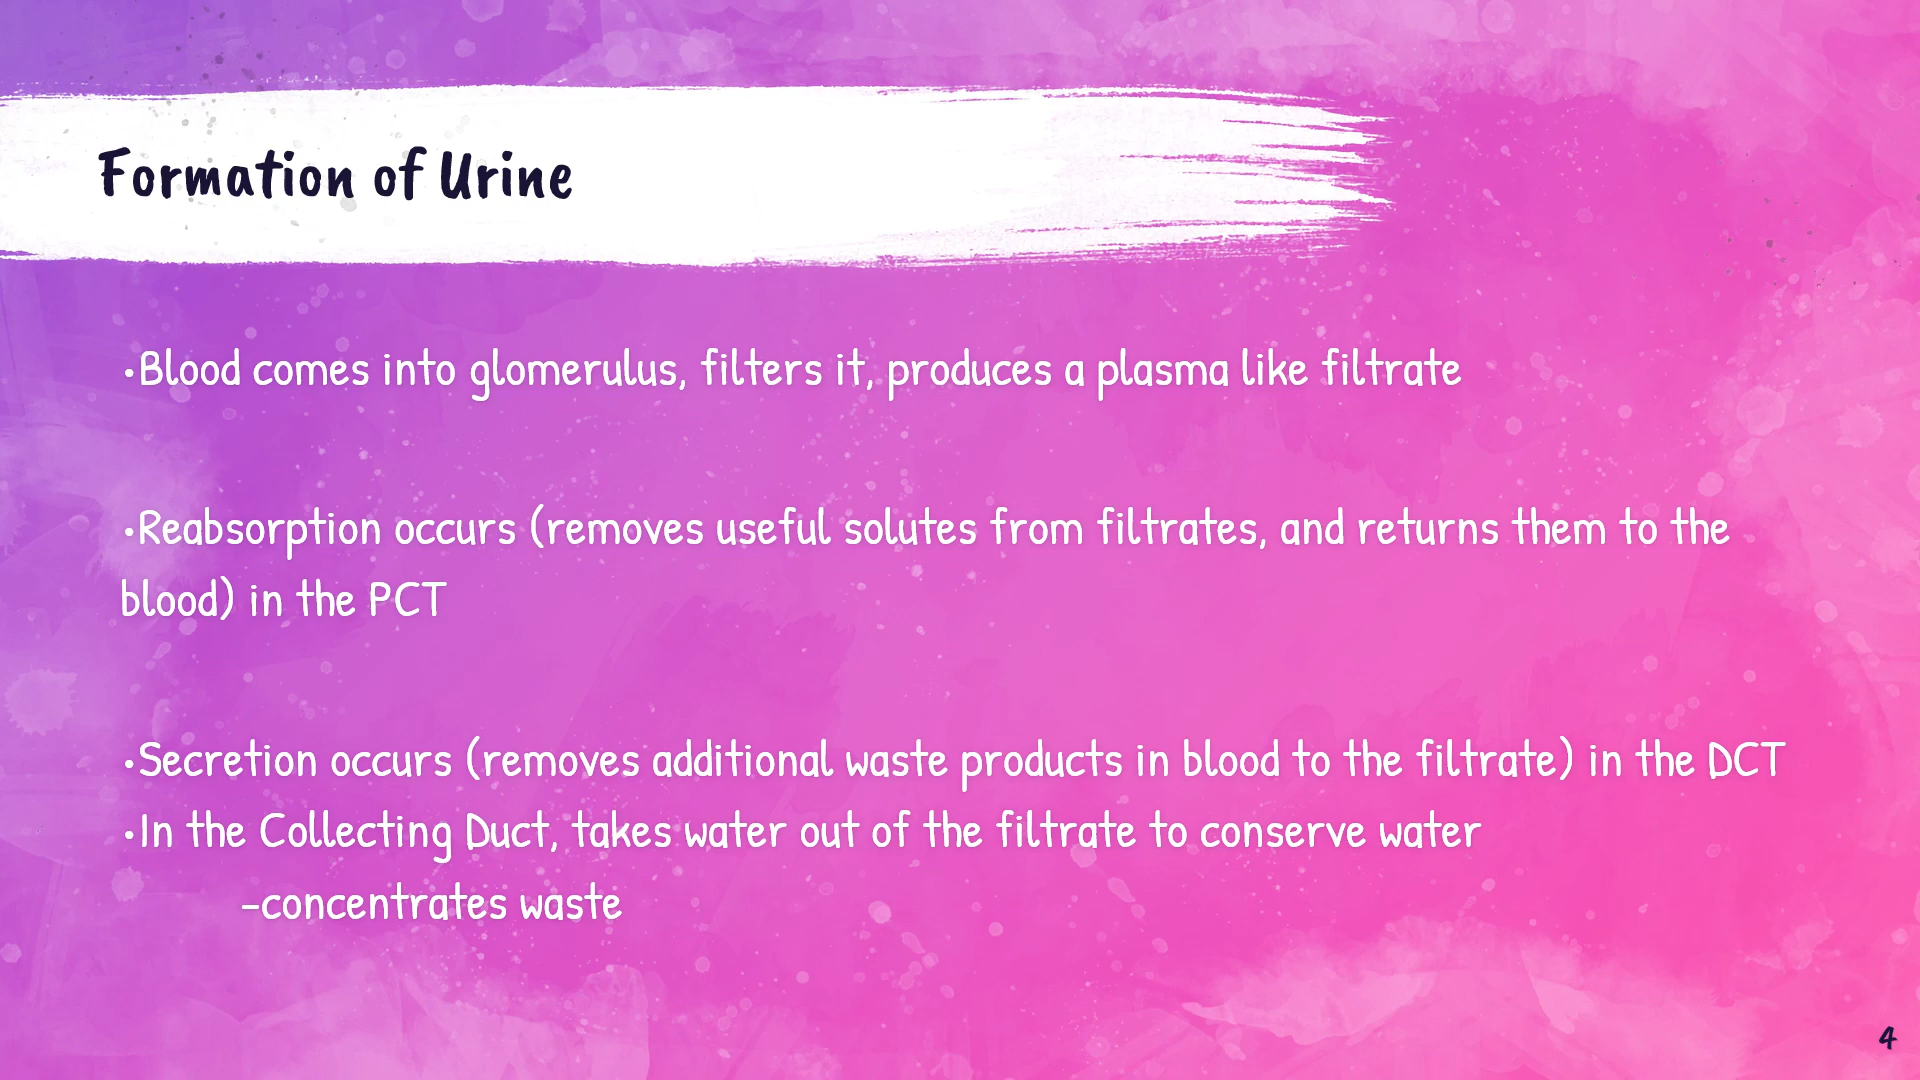 Formation of Urine
•Blood comes into glomerulus, filters it, produces a plasma like filtrate
•Reabsorption occurs (removes useful solutes from filtrates, and returns them to the
blood) in the PCT
•Secretion occurs (removes additional waste products in blood to the filtrate) in the DCT
•In the Collecting Duct, takes water out of the filtrate to conserve water
–concentrates waste
4